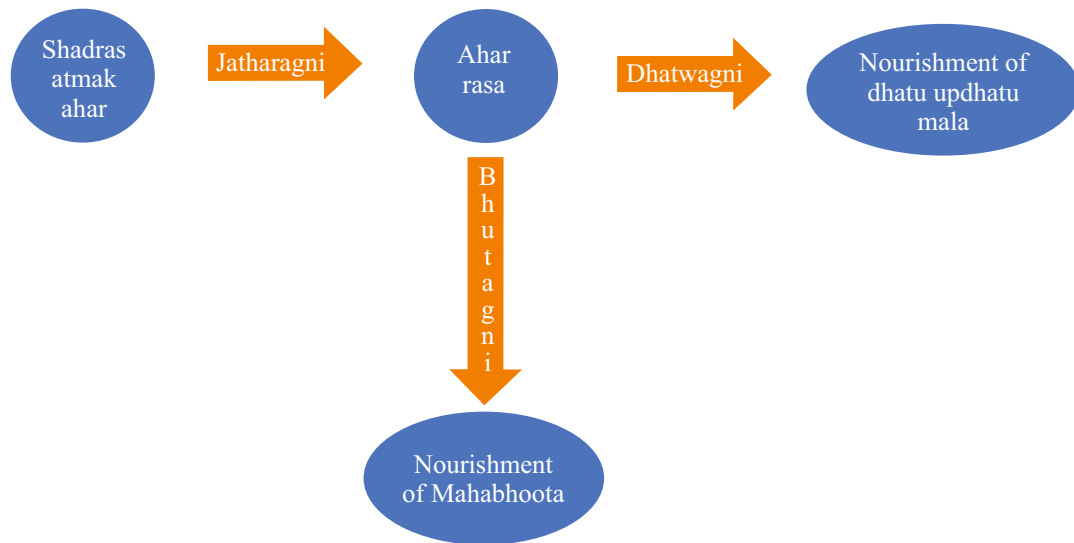 Shadras
atmak
ahar
Jatharagni
Ahar
rasa
Dhatwagni
Nourishment of
dhatu updhatu
mala
B
h
u
t
a
g
n
i
Nourishment
of Mahabhoota